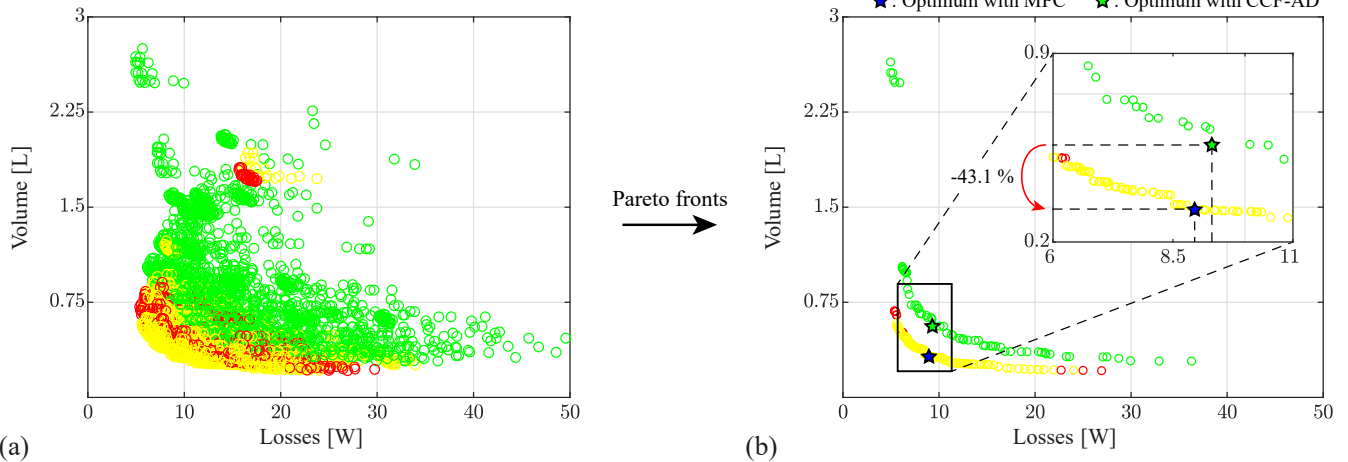 : Optimum with MPC : Optimum with CCF-AD
3
2.25
1.5
0.75
Volume [L]
0 10 20 30 40 50
Losses [W]
(a)
Pareto fronts
3
2.25
1.5
0.75
Volume [L]
0 10 20 30 40 50
Losses [W]
(b)
0.9
0.2
6 8.5 11
-43.1 %